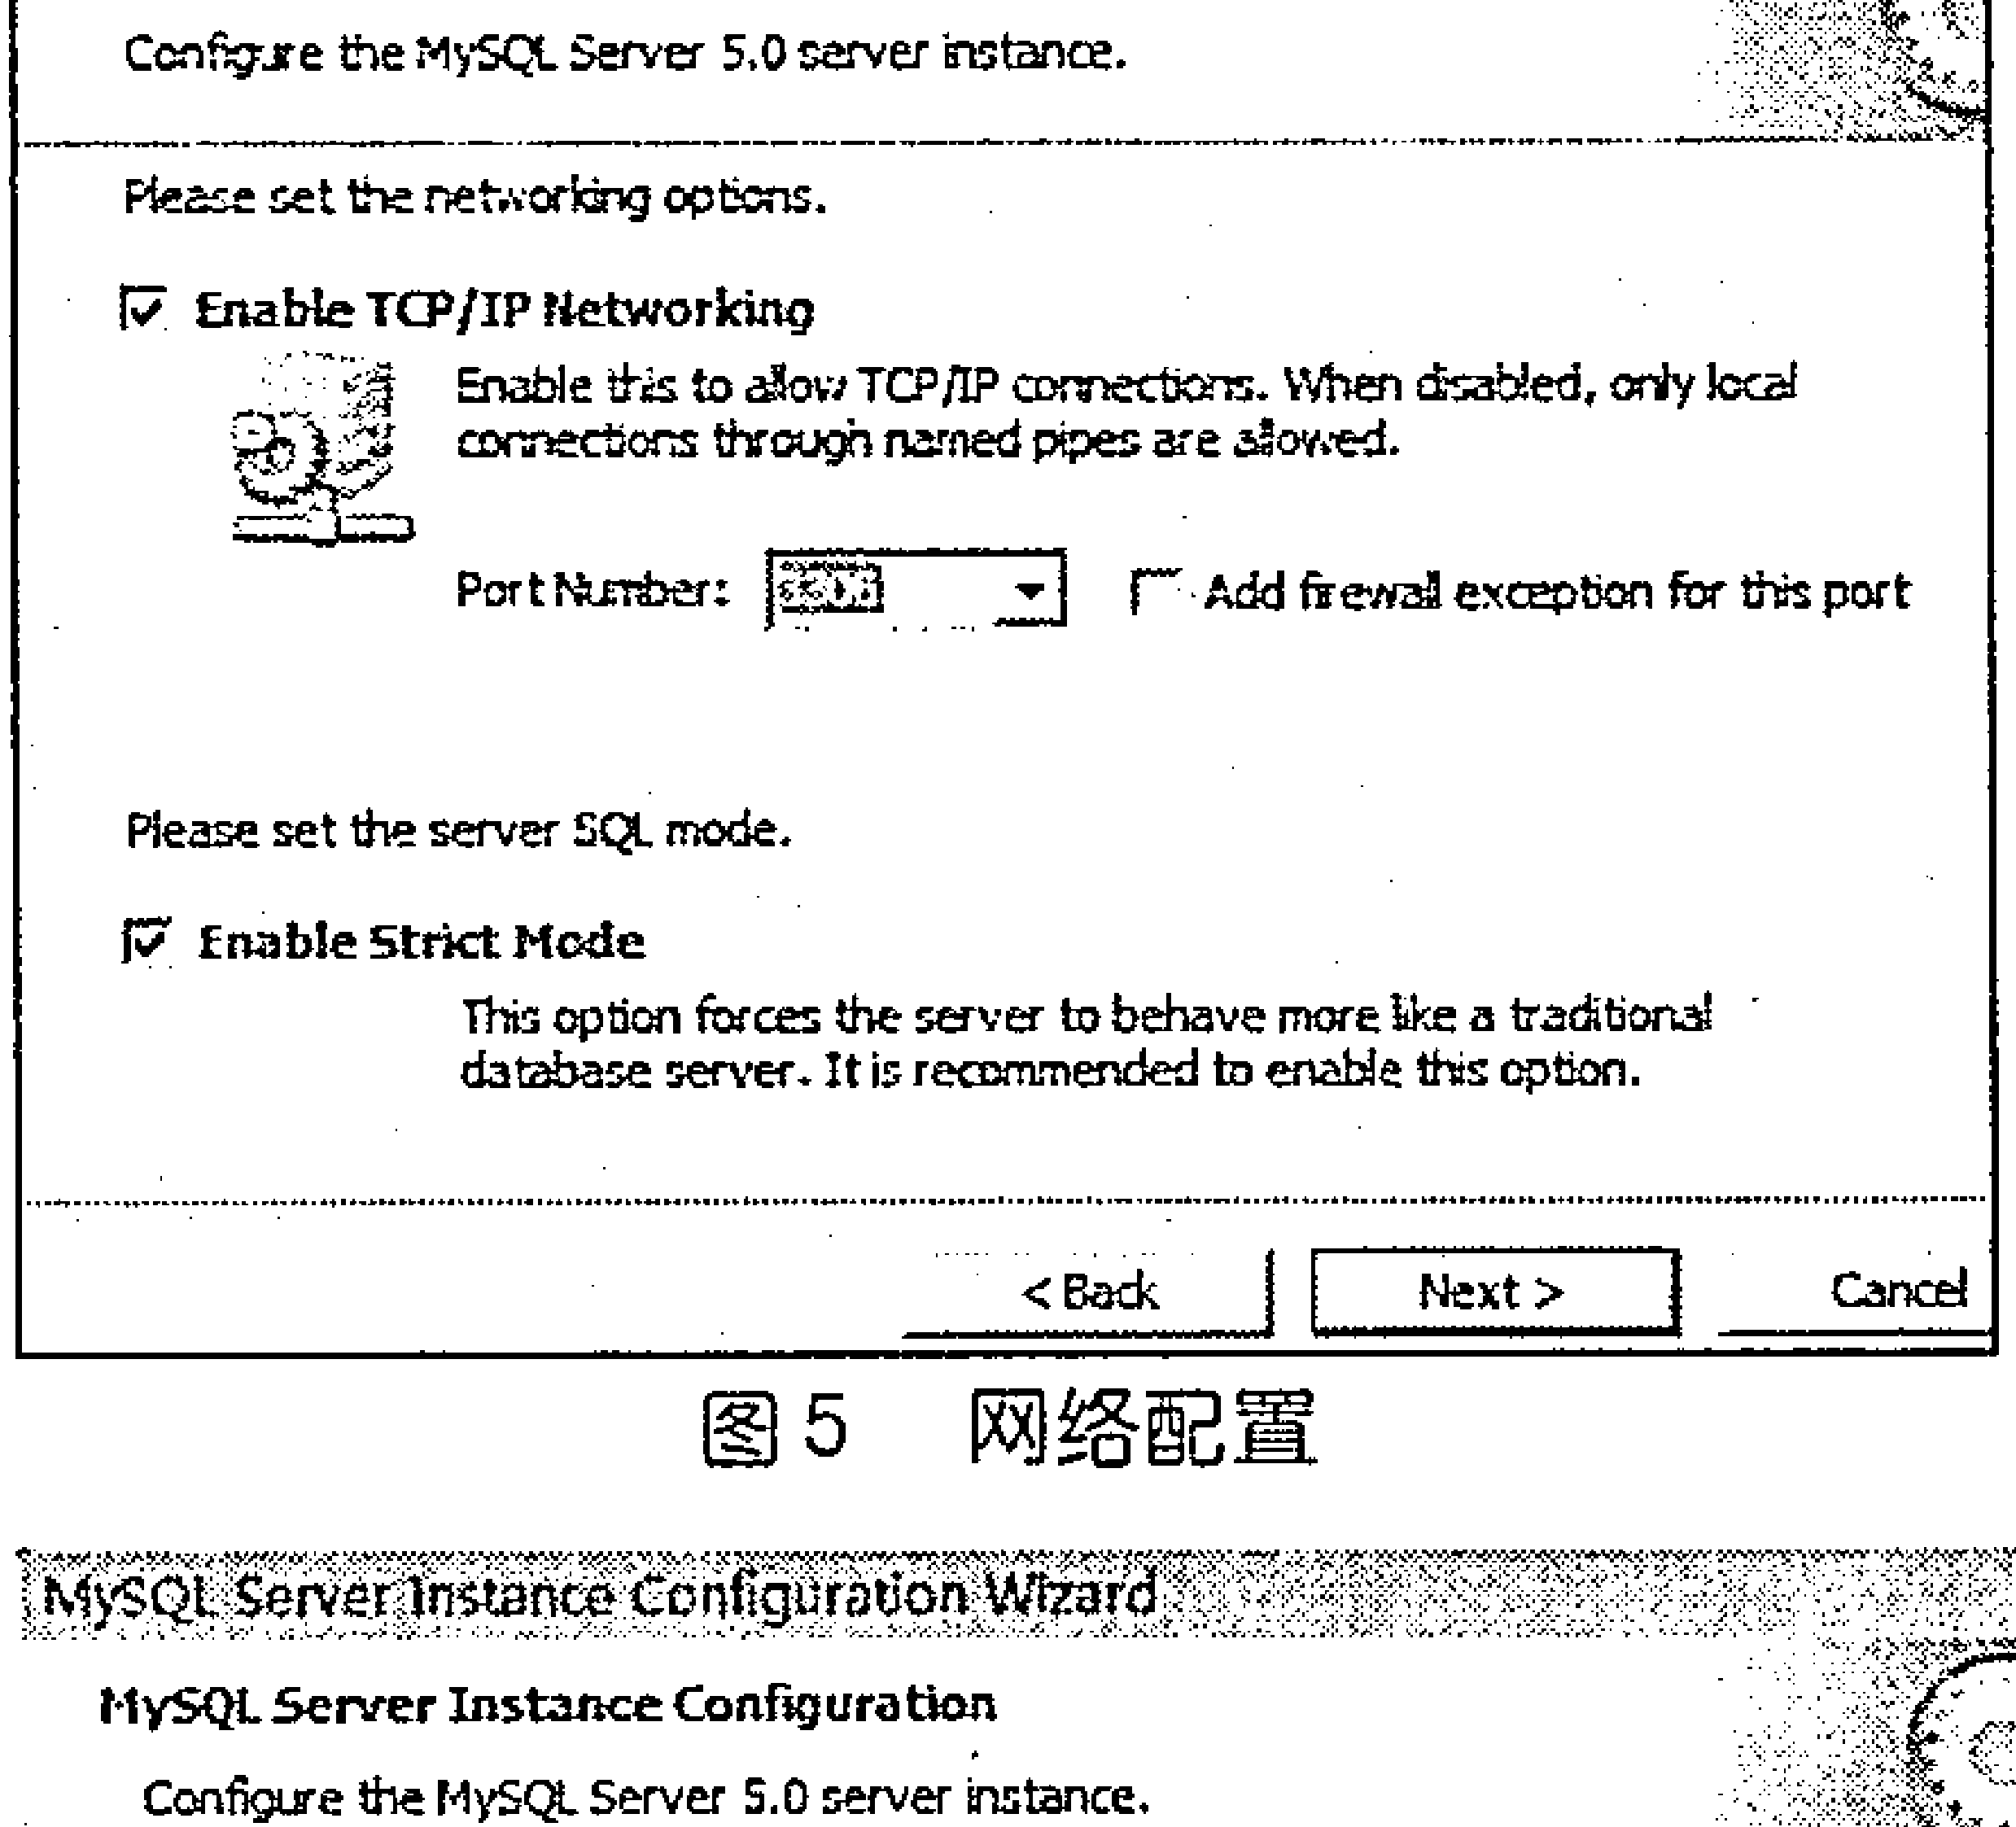 Configure the MySQL Server 5.0 server instance.
Please set the networking options.
Enable TCP/IP Networking
Enable this to allow TCP/IP connections. When disabled, only local
connections through named pipes are allowed.
Port Number:
Add firewall exception for this port
Please set the server SQL mode.
Enable Strict Mode
This option forces the server to behave more like a traditional
database server. It is recommended to enable this option.
< Back
Next >
Cancel
图 5 网络配置
MySQL Server Instance Configuration Wizard
MySQL Server Instance Configuration
Configure the MySQL Server 5.0 server instance.